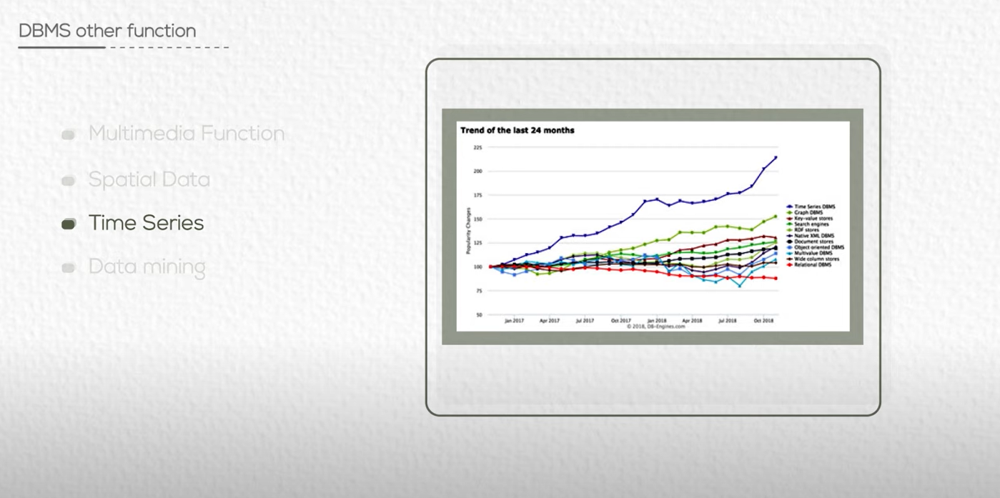 DBMS other function
Multimedia Function
Spatial Data
Time Series
Data mining
Trend of the last 24 months
225
200
175
150
125
100
75
50
Popularity Changes
Jan 2017
Apr 2017
Jul 2017
Oct 2017
Jan 2018
Apr 2018
Jul 2018
Oct 2018
© 2018, DB-Engines.com
Time Series DBMS
Graph DBMS
Key-value stores
Search engines
RDF stores
Native XML DBMS
Document stores
Object oriented DBMS
Multivalue DBMS
Wide column stores
Relational DBMS